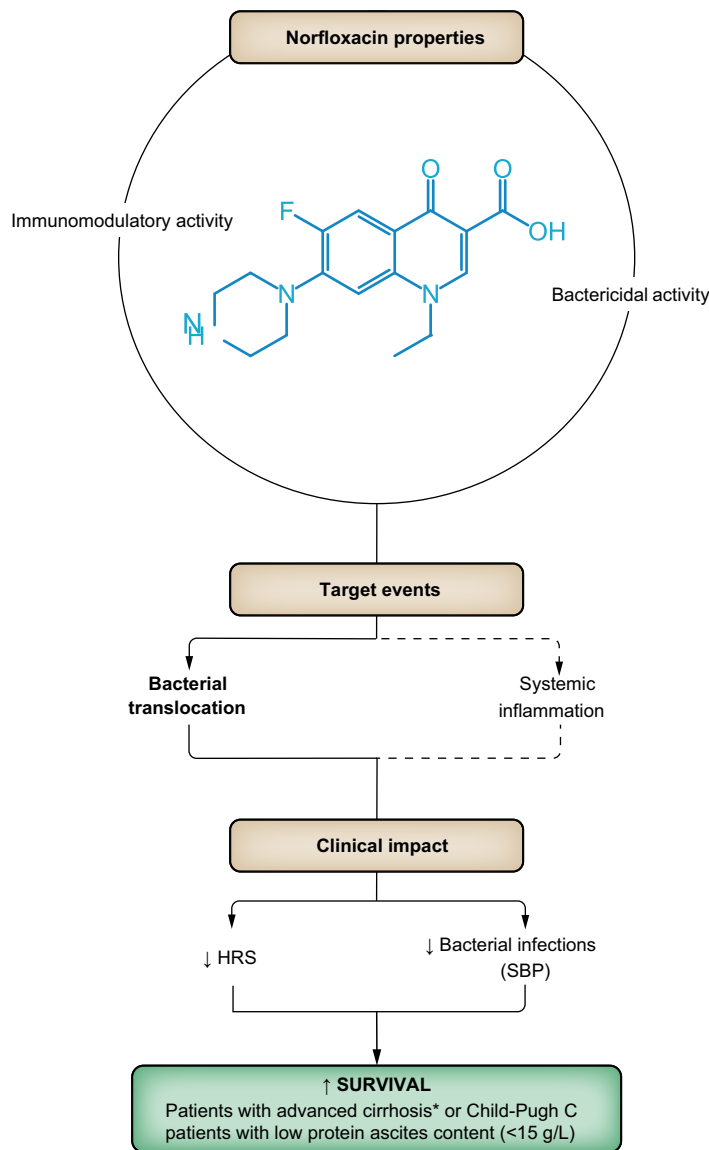 Norfloxacin properties
O
O
F
OH
Immunomodulatory activity
N
N
N
H
Bactericidal activity
Target events
Bacterial
translocation
Systemic
inflammation
Clinical impact
↓ HRS
↓ Bacterial infections
(SBP)
↑ SURVIVAL
Patients with advanced cirrhosis* or Child-Pugh C
patients with low protein ascites content (<15 g/L)